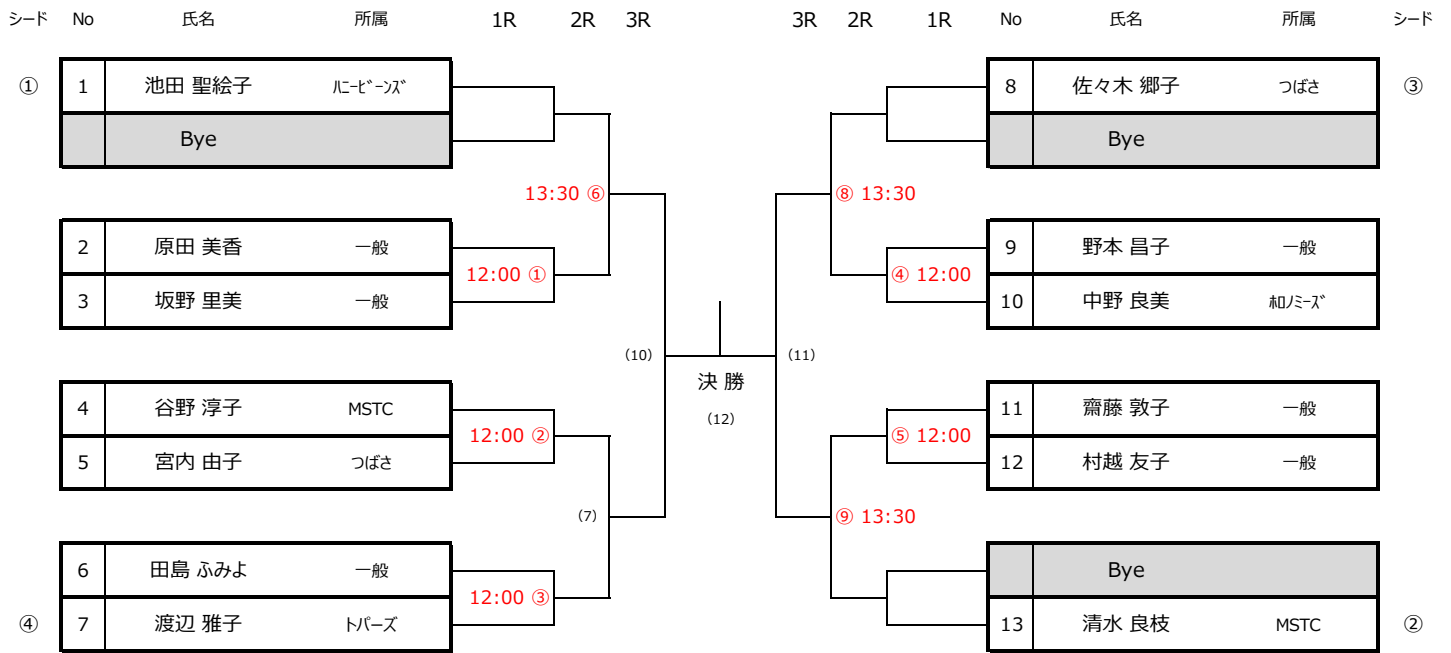 シード No 氏名 所属 1R 2R 3R 3R 2R 1R No 氏名 所属 シード
① 1 池田 聖絵子 ﾊﾆｰﾋﾞｰﾝｽﾞ 8 佐々木 郷子 つばさ ③
Bye Bye
13:30 ⑥ ⑧ 13:30
2 原田 美香 一般 9 野本 昌子 一般
12:00 ① ④ 12:00
3 坂野 里美 一般 10 中野 良美
(10) (11)
決 勝
4 谷野 淳子 MSTC 11 齋藤 敦子 一般
(12)
12:00 ② ⑤ 12:00
5 宮内 由子 つばさ 12 村越 友子 一般
(7) ⑨ 13:30
6 田島 ふみよ 一般 Bye
12:00 ③
④ 7 渡辺 雅子 トパーズ 13 清水 良枝 MSTC ②